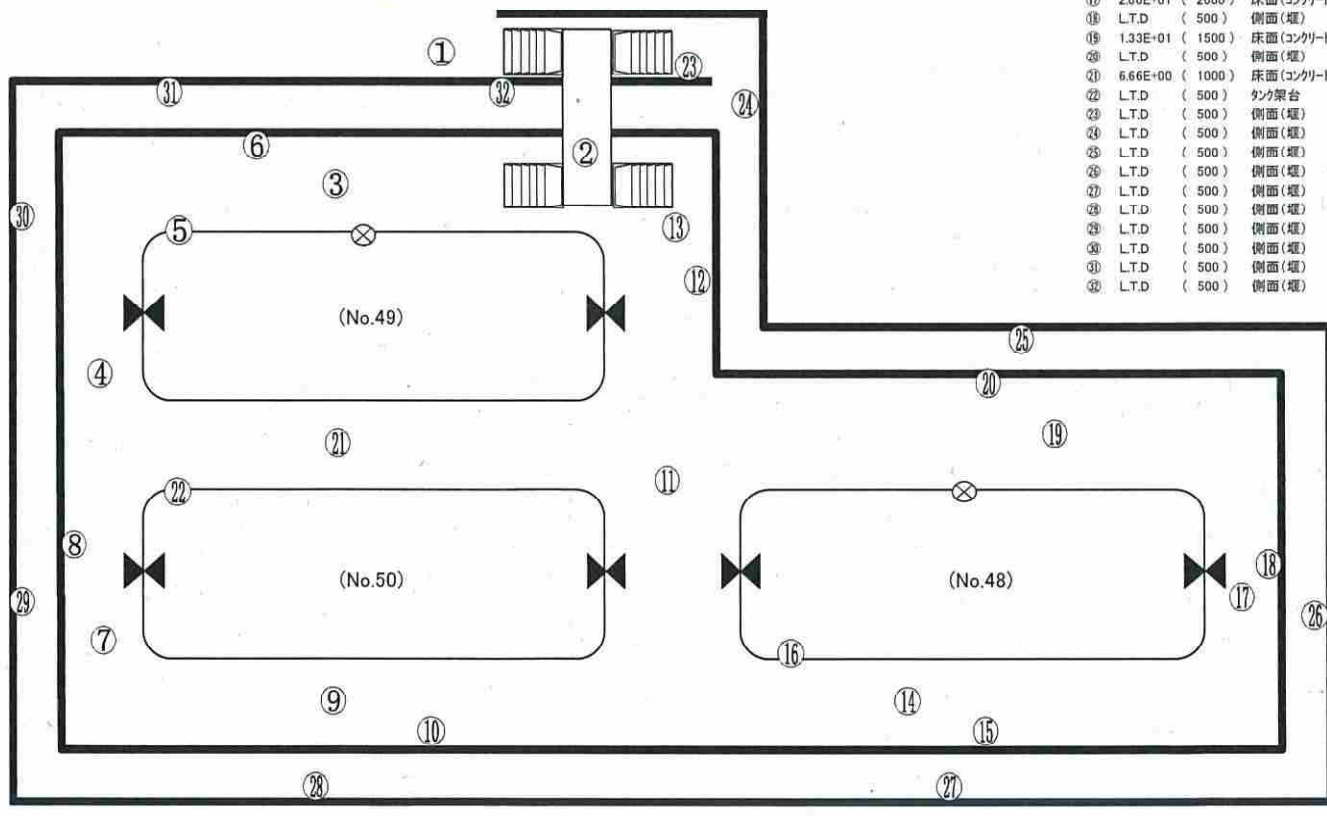 ⑰ 2.00E+01 ( 2000 ) 床面(コンクリート
⑱ L.T.D ( 500 ) 側面(堰)
⑲ 1.33E+01 ( 1500 ) 床面(コンクリート
⑳ L.T.D ( 500 ) 側面(堰)
㉑ 6.66E+00 ( 1000 ) 床面(コンクリート
㉒ L.T.D ( 500 ) タンク架台
㉓ L.T.D ( 500 ) 側面(堰)
㉔ L.T.D ( 500 ) 側面(堰)
㉕ L.T.D ( 500 ) 側面(堰)
㉖ L.T.D ( 500 ) 側面(堰)
㉗ L.T.D ( 500 ) 側面(堰)
㉘ L.T.D ( 500 ) 側面(堰)
㉙ L.T.D ( 500 ) 側面(堰)
㉚ L.T.D ( 500 ) 側面(堰)
㉛ L.T.D ( 500 ) 側面(堰)
㉜ L.T.D ( 500 ) 側面(堰)
①
㉓
㉛
㉜
㉔
⑥
②
③
㉚
⑤
⑬
⑫
(No.49)
㉕
④
⑳
㉑
⑲
㉒
⑪
⑧
(No.50)
(No.48)
⑱
㉙
⑰
㉖
⑦
⑯
⑨
⑭
⑩
⑮
㉘
㉗